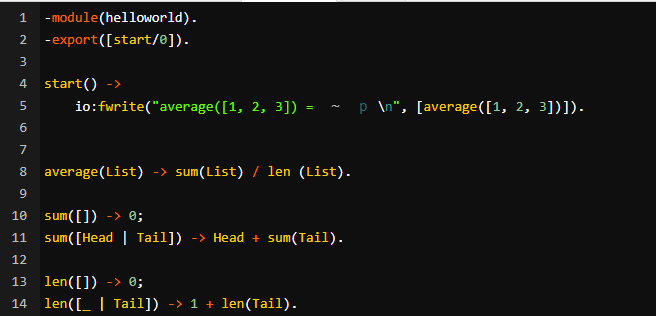 1 -module(helloworld).
2 -export([start/0]).
3
4 start() ->
5     io:fwrite("average([1, 2, 3]) =  ~  p \n", [average([1, 2, 3])]).
6
7
8 average(List) -> sum(List) / len (List).
9
10 sum([]) -> 0;
11 sum([Head | Tail]) -> Head + sum(Tail).
12
13 len([]) -> 0;
14 len([_ | Tail]) -> 1 + len(Tail).